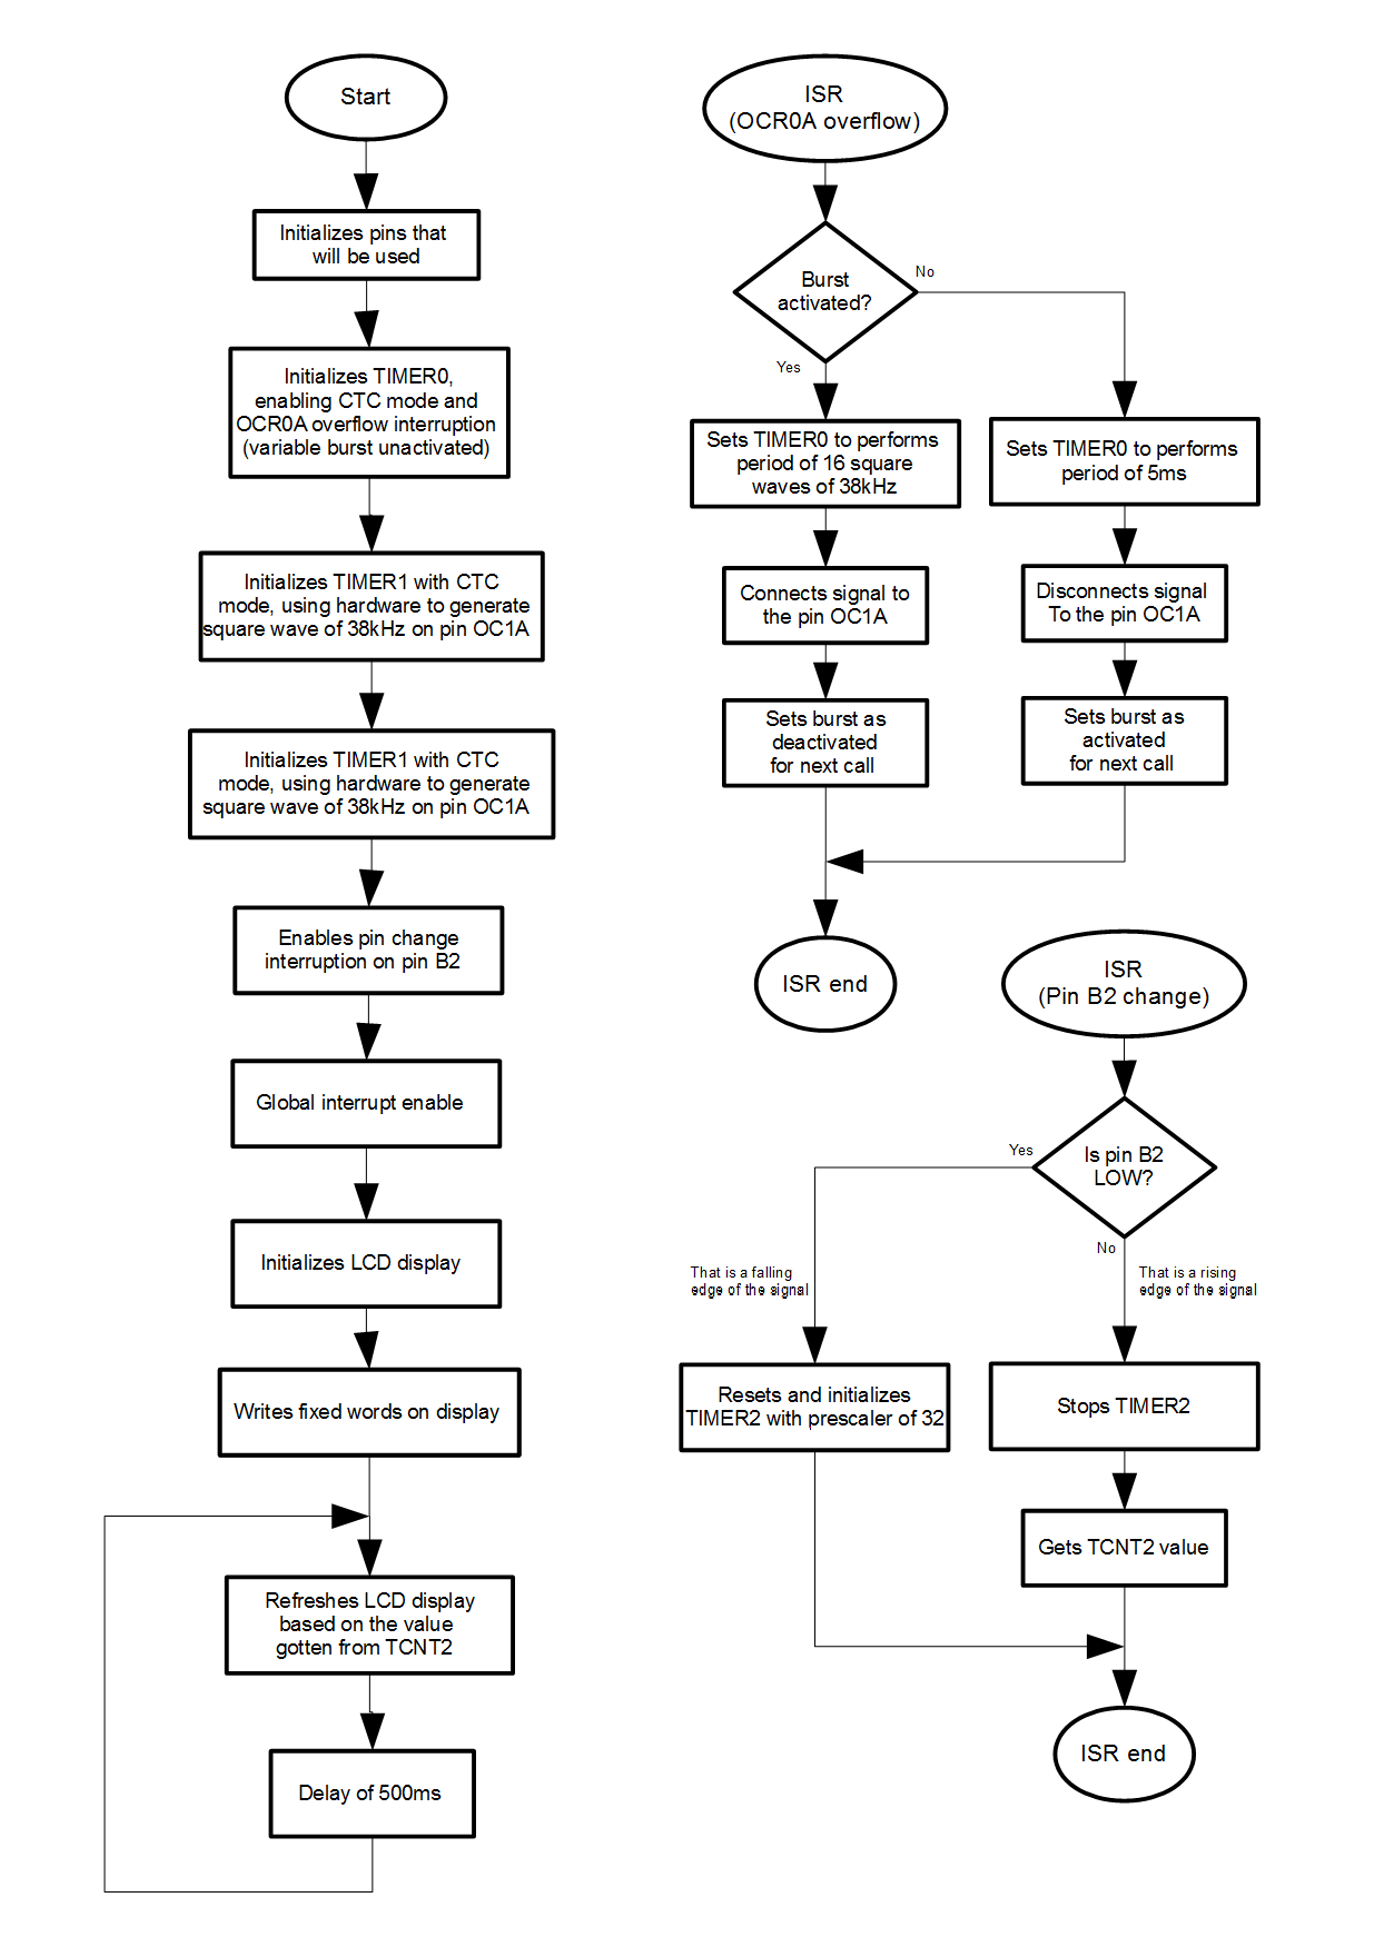 Start
Initializes pins that
will be used
Initializes TIMER0,
enabling CTC mode and
OCR0A overflow interruption
(variable burst unactivated)
Initializes TIMER1 with CTC
mode, using hardware to generate
square wave of 38kHz on pin OC1A
Initializes TIMER1 with CTC
mode, using hardware to generate
square wave of 38kHz on pin OC1A
Enables pin change
interruption on pin B2
Global interrupt enable
Initializes LCD display
Writes fixed words on display
Refreshes LCD display
based on the value
gotten from TCNT2
Delay of 500ms
ISR
(OCR0A overflow)
Burst
activated?
No
Yes
Sets TIMER0 to performs
period of 16 square
waves of 38kHz
Sets TIMER0 to performs
period of 5ms
Connects signal to
the pin OC1A
Disconnects signal
To the pin OC1A
Sets burst as
deactivated
for next call
Sets burst as
activated
for next call
ISR end
ISR
(Pin B2 change)
Is pin B2
LOW?
Yes
No
That is a falling
edge of the signal
That is a rising
edge of the signal
Resets and initializes
TIMER2 with prescaler of 32
Stops TIMER2
Gets TCNT2 value
ISR end